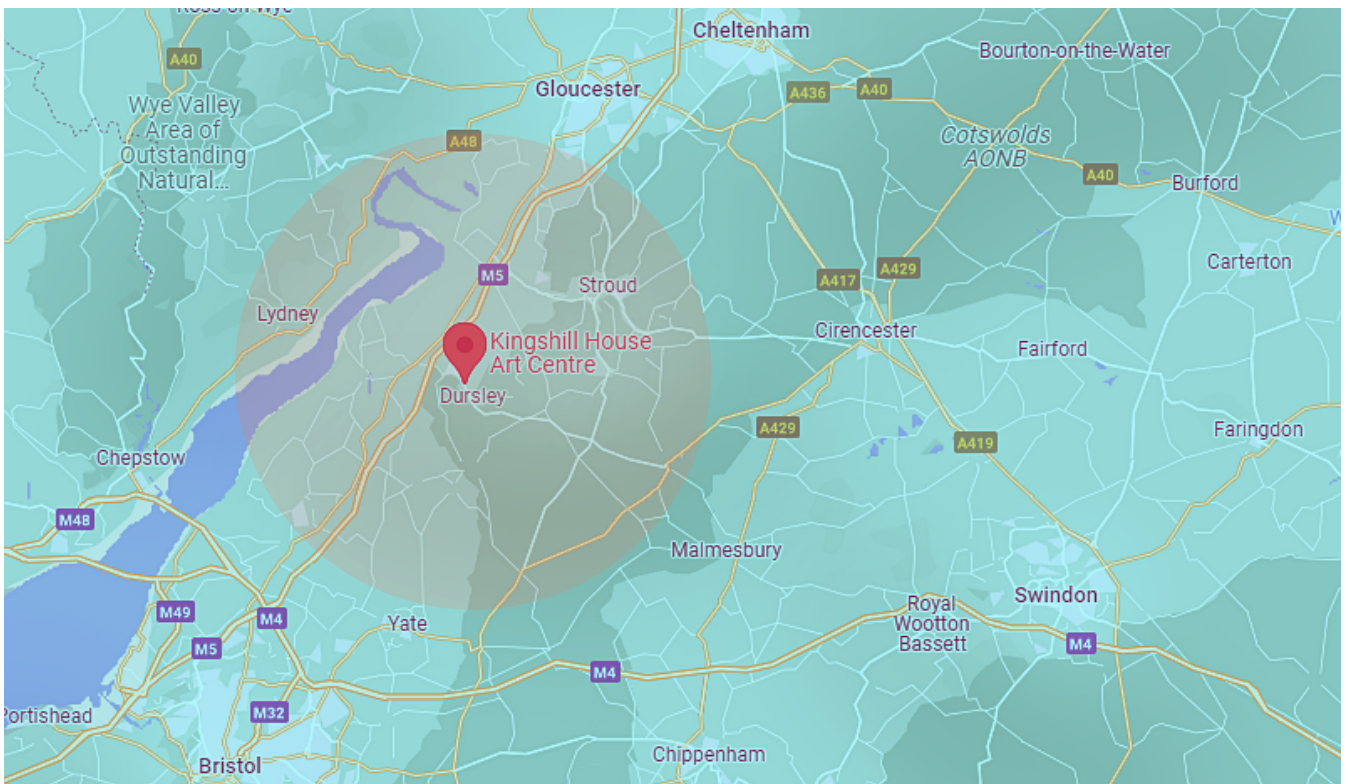 Ross-on-Wye
Cheltenham
Bourton-on-the-Water
A40
Gloucester
A436
A40
Wye Valley
Area of
Outstanding
Natural...
A48
Cotswolds
AONB
A40
Burford
W
Carterton
M5
Stroud
A417
A429
Lydney
Cirencester
Kingshill House
Art Centre
Fairford
Dursley
A429
A419
Faringdon
Chepstow
M48
Malmesbury
Swindon
M49
M4
Yate
Royal
Wootton
Bassett
M5
M4
M4
Portishead
M32
Chippenham
Bristol